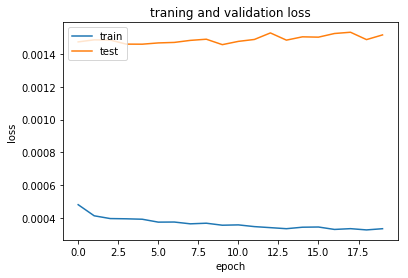 traning and validation loss
train
test
0.0014
0.0012
0.0010
0.0008
0.0006
0.0004
loss
0.0 2.5 5.0 7.5 10.0 12.5 15.0 17.5
epoch